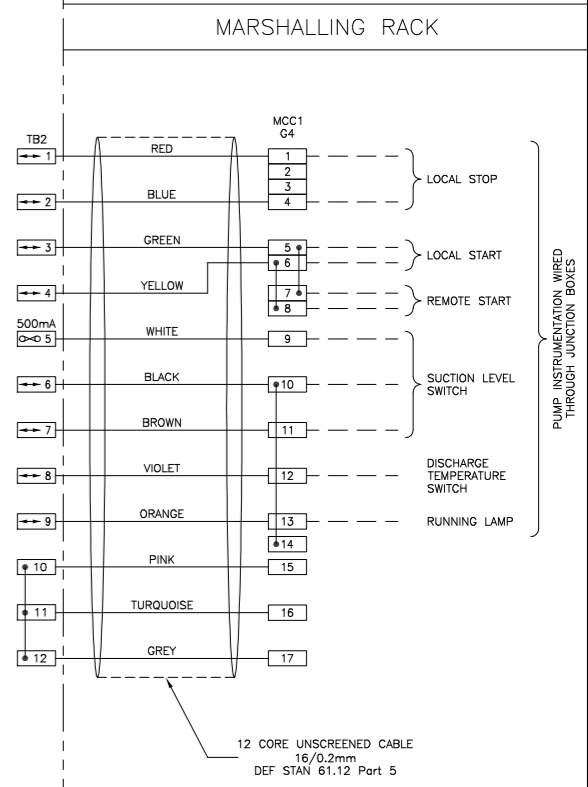 MARSHALLING RACK
MCC1
G4
TB2
1 RED 1
2
3
2 BLUE 4
LOCAL STOP
3 GREEN 5
6
LOCAL START
4 YELLOW 7
8
REMOTE START
500mA
5 WHITE 9
6 BLACK 10
SUCTION LEVEL
SWITCH
7 BROWN 11
8 VIOLET 12
DISCHARGE
TEMPERATURE
SWITCH
9 ORANGE 13 RUNNING LAMP
14
10 PINK 15
11 TURQUOISE 16
12 GREY 17
PUMP INSTRUMENTATION WIRED
THROUGH JUNCTION BOXES
12 CORE UNSCREENED CABLE
16/0.2mm
DEF STAN 61.12 Part 5